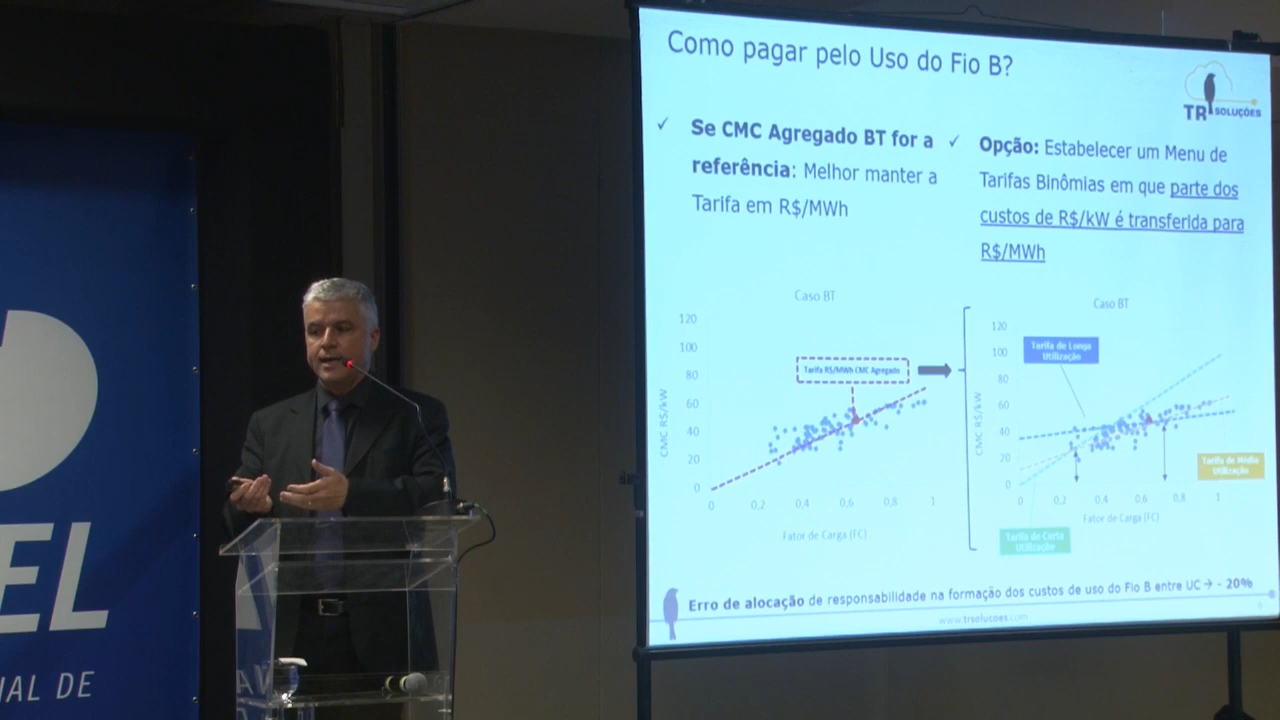 Como pagar pelo Uso do Fio B?
TR SOLUÇÕES
✓ Se CMC Agregado BT for a
referência: Melhor manter a
Tarifa em R$/MWh
✓ Opção: Estabelecer um Menu de
Tarifas Binômias em que parte dos
custos de R$/kW é transferida para
R$/MWh
Caso BT
120
100
80
60
40
20
0
CMC R$/kW
Tarifa R$/MWh CMC Agregado
0 0,2 0,4 0,6 0,8 1
Fator de Carga (FC)
Caso BT
120
100
80
60
40
20
0
CMC R$/kW
Tarifa de Longa
Utilização
Tarifa de Média
Utilização
0 0,2 0,4 0,6 0,8 1
Fator de Carga (FC)
Tarifa de Curta
Utilização
Erro de alocação de responsabilidade na formação dos custos de uso do Fio B entre UC → - 20%
www.trsolucoes.com
EL
NAL DE